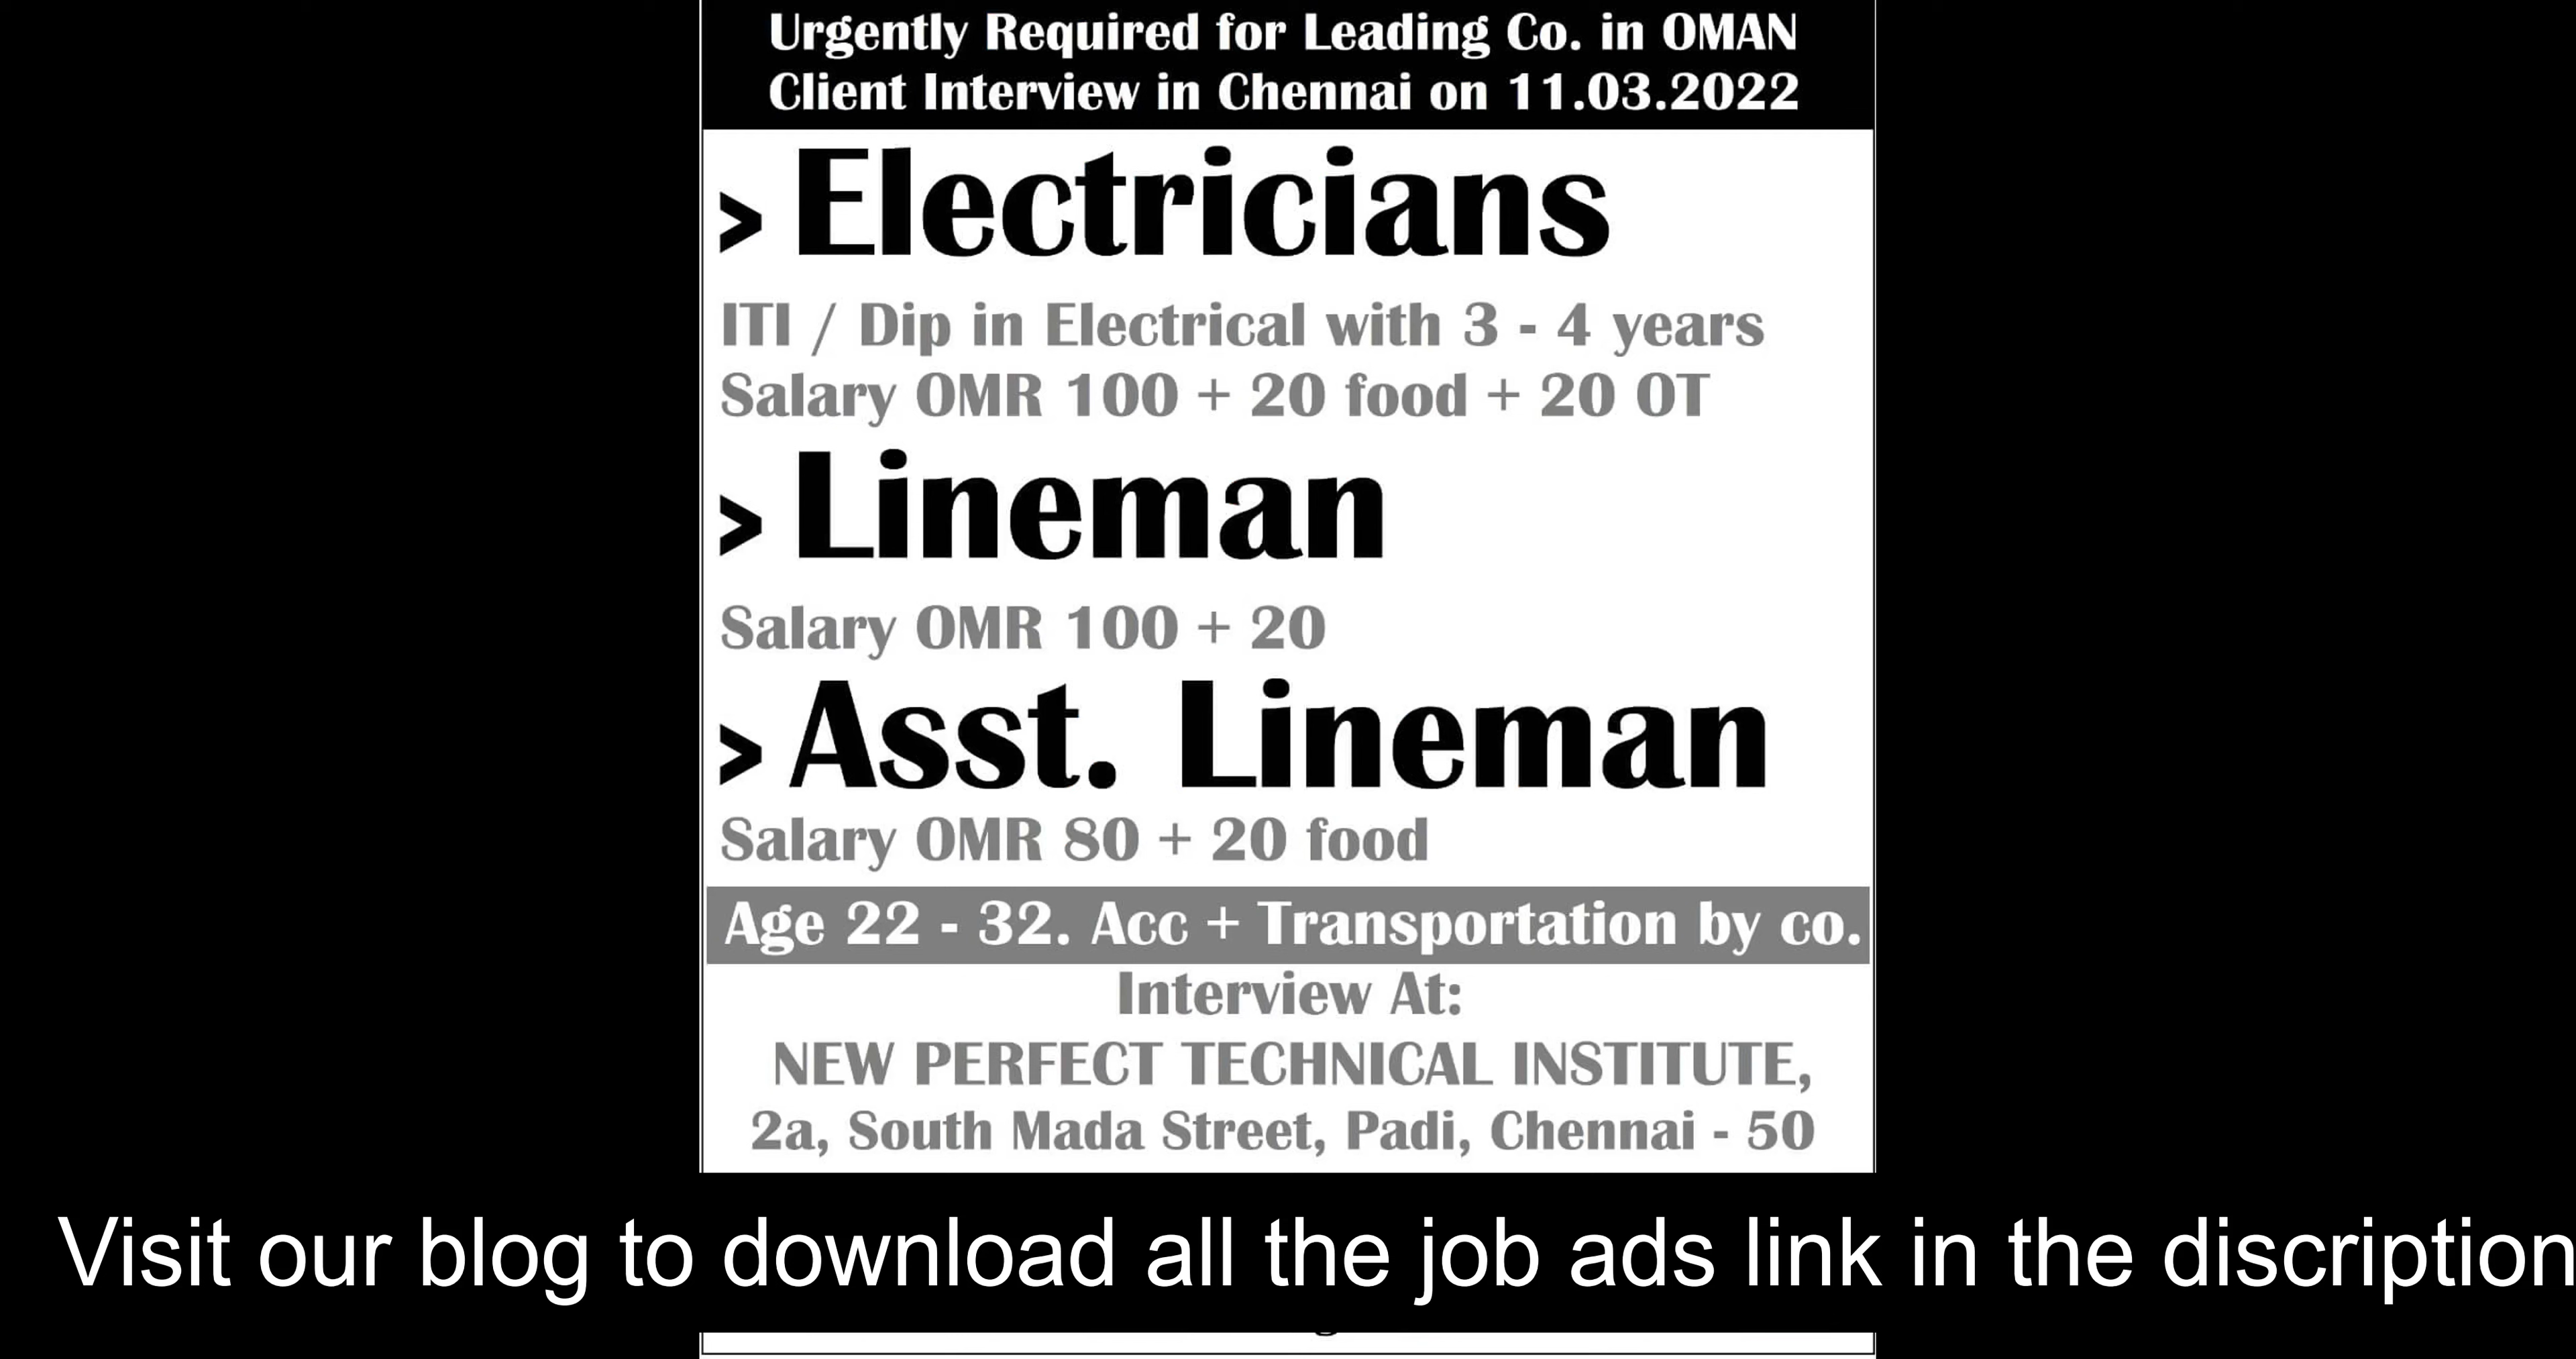 Urgently Required for Leading Co. in OMAN
Client Interview in Chennai on 11.03.2022
> Electricians
ITI / Dip in Electrical with 3 - 4 years
Salary OMR 100 + 20 food + 20 OT
> Lineman
Salary OMR 100 + 20
> Asst. Lineman
Salary OMR 80 + 20 food
Age 22 - 32. Acc + Transportation by co.
Interview At:
NEW PERFECT TECHNICAL INSTITUTE,
2a, South Mada Street, Padi, Chennai - 50
Visit our blog to download all the job ads link in the discription